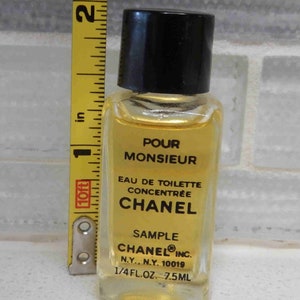 2
in
1
10ft
POUR
MONSIEUR
EAU DE TOILETTE
CONCENTRÉE
CHANEL
SAMPLE
CHANEL® INC.
N.Y., N.Y. 10019
1/4 FL.OZ. 7.5ML